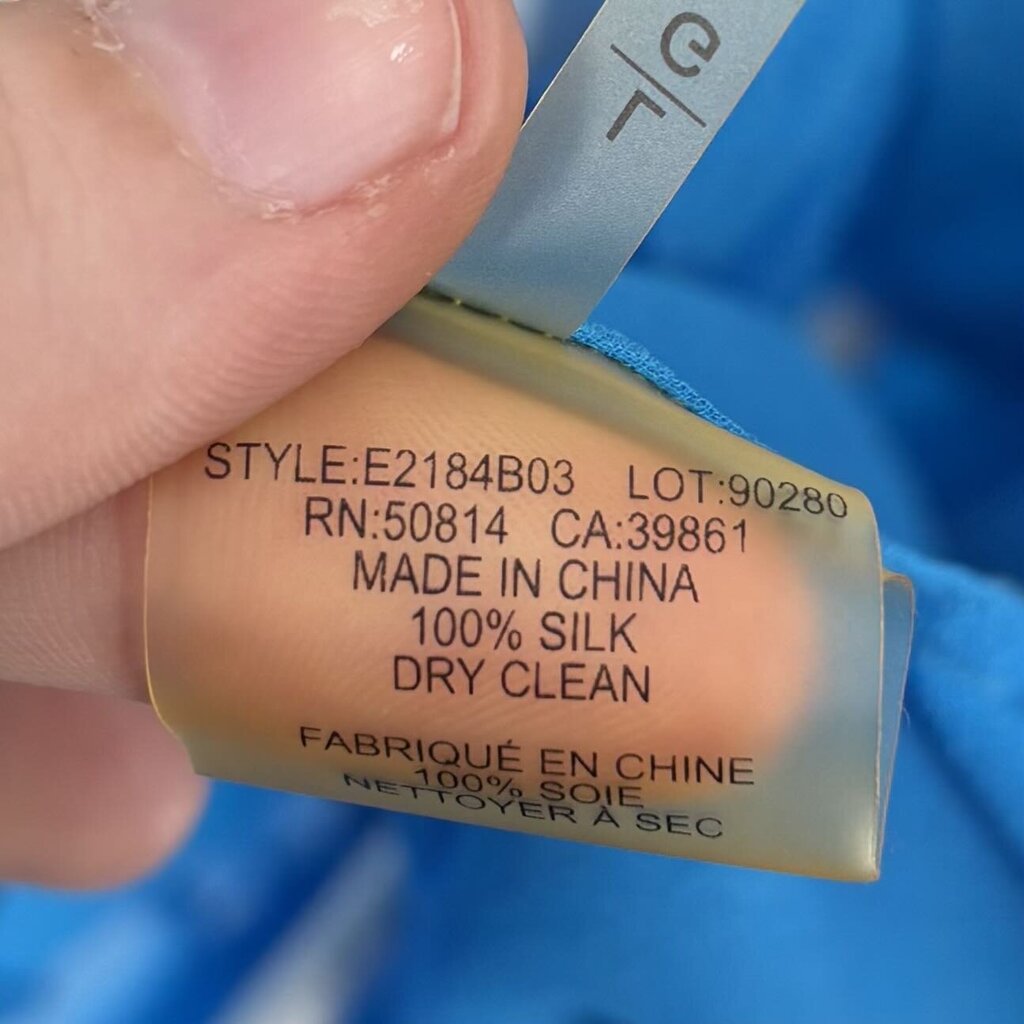 G/L
STYLE:E2184B03 LOT:90280
RN:50814 CA:39861
MADE IN CHINA
100% SILK
DRY CLEAN
FABRIQUÉ EN CHINE
100% SOIE
NETTOYER À SEC